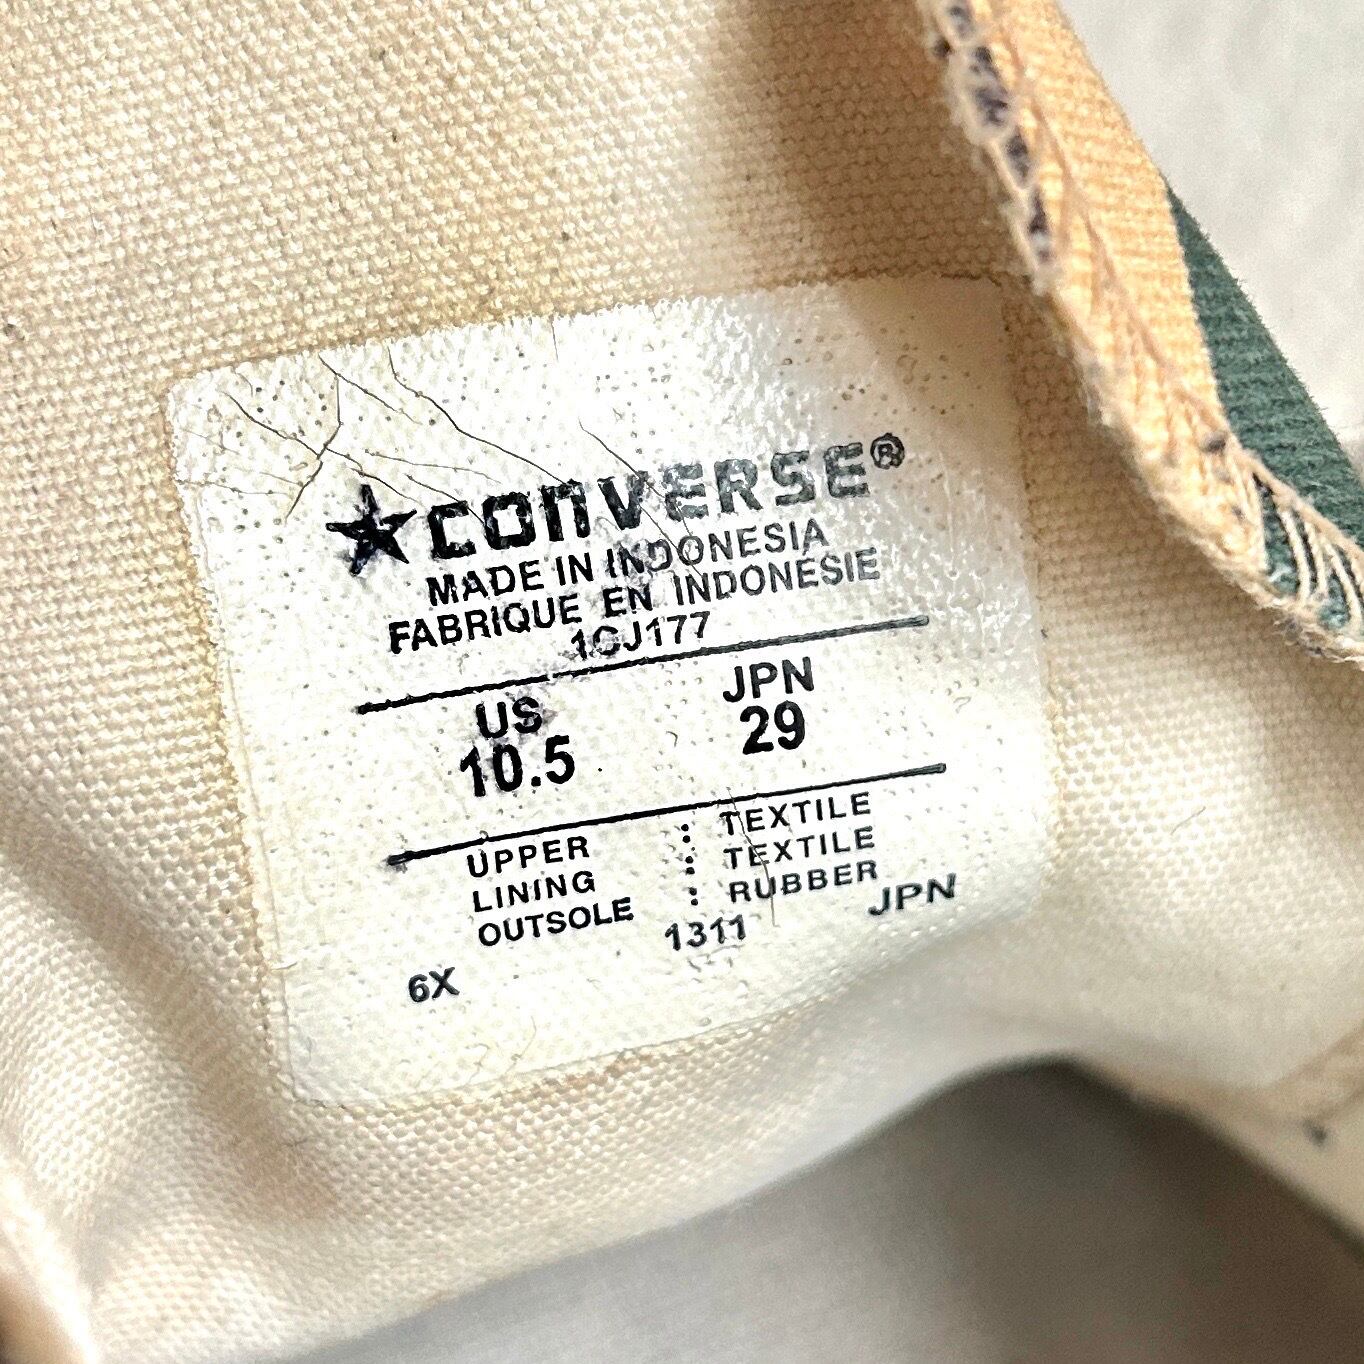 ★CONVERSE®
MADE IN INDONESIA
FABRIQUE EN INDONÉSIE
1CJ177
US JPN
10.5 29
UPPER : TEXTILE
LINING : TEXTILE
OUTSOLE : RUBBER
6X 1311 JPN